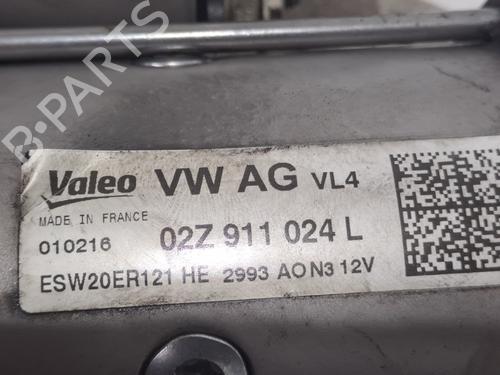 B-PARTS
Valeo VW AG VL4
MADE IN FRANCE
010216 02Z 911 024 L
ESW20ER121 HE 2993 AO N3 12V